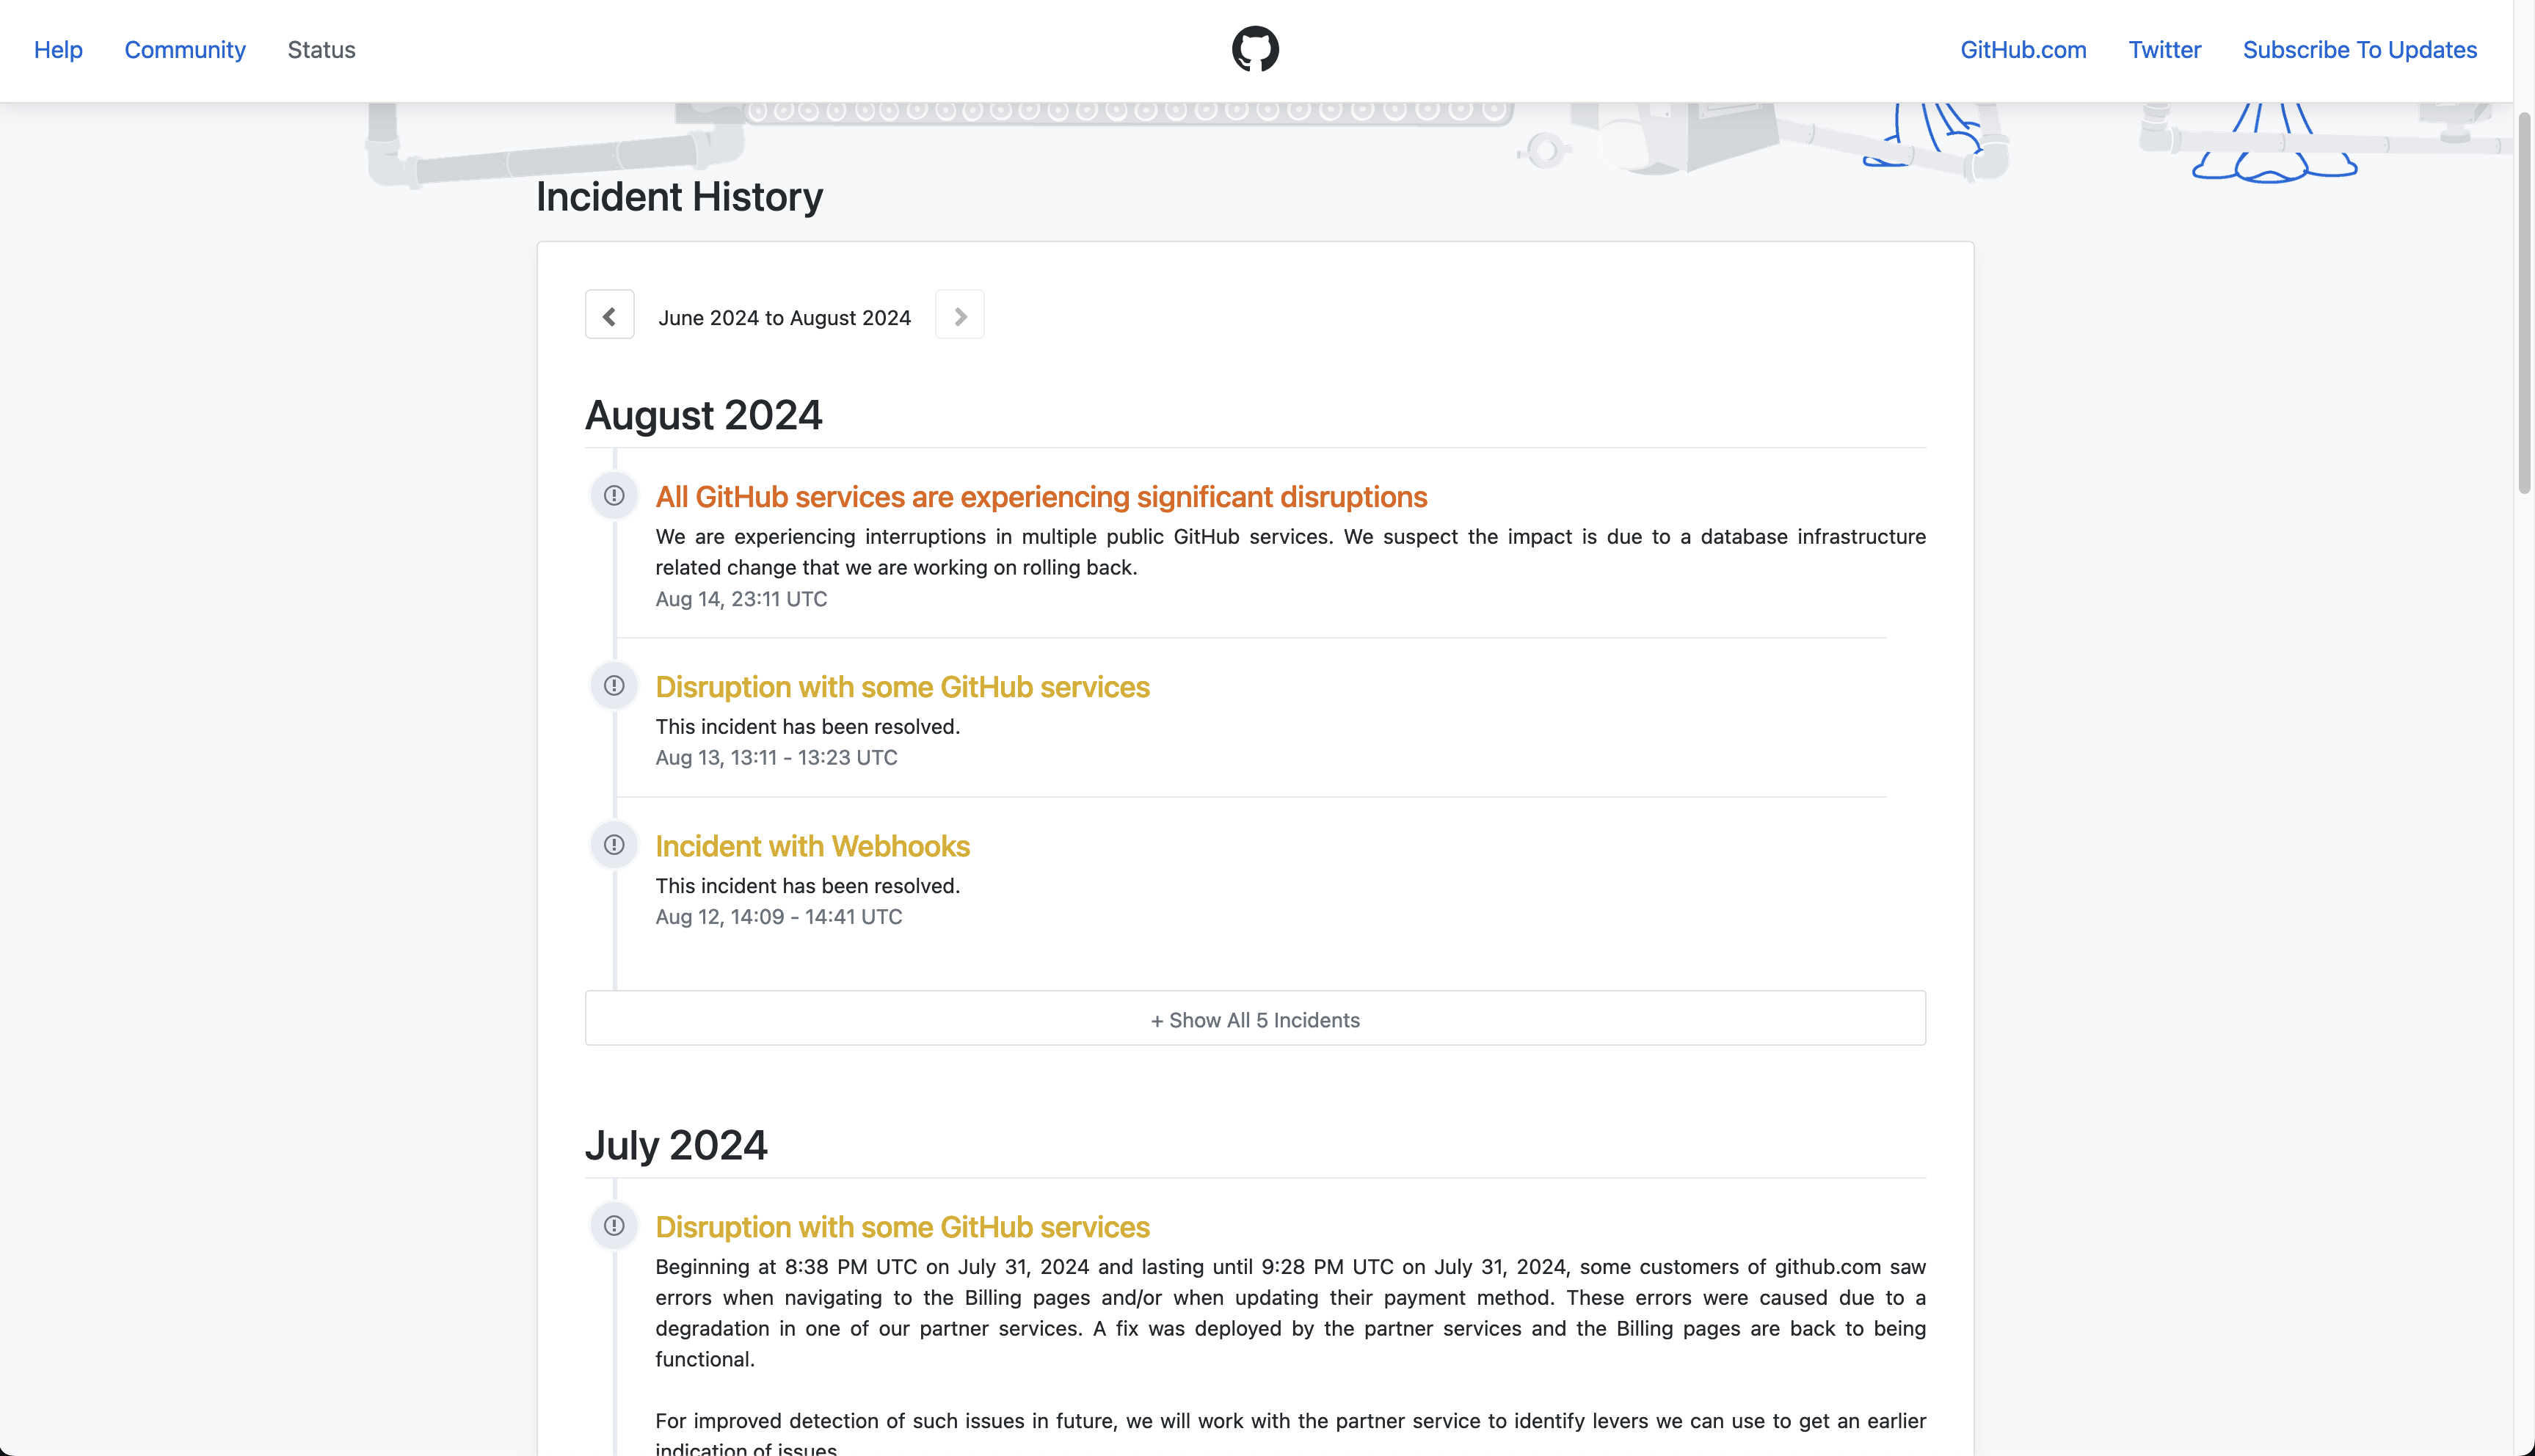 Help Community Status GitHub.com Twitter Subscribe To Updates
Incident History
June 2024 to August 2024
August 2024
All GitHub services are experiencing significant disruptions
We are experiencing interruptions in multiple public GitHub services. We suspect the impact is due to a database infrastructure
related change that we are working on rolling back.
Aug 14, 23:11 UTC
Disruption with some GitHub services
This incident has been resolved.
Aug 13, 13:11 - 13:23 UTC
Incident with Webhooks
This incident has been resolved.
Aug 12, 14:09 - 14:41 UTC
+ Show All 5 Incidents
July 2024
Disruption with some GitHub services
Beginning at 8:38 PM UTC on July 31, 2024 and lasting until 9:28 PM UTC on July 31, 2024, some customers of github.com saw
errors when navigating to the Billing pages and/or when updating their payment method. These errors were caused due to a
degradation in one of our partner services. A fix was deployed by the partner services and the Billing pages are back to being
functional.
For improved detection of such issues in future, we will work with the partner service to identify levers we can use to get an earlier
indication of issues.